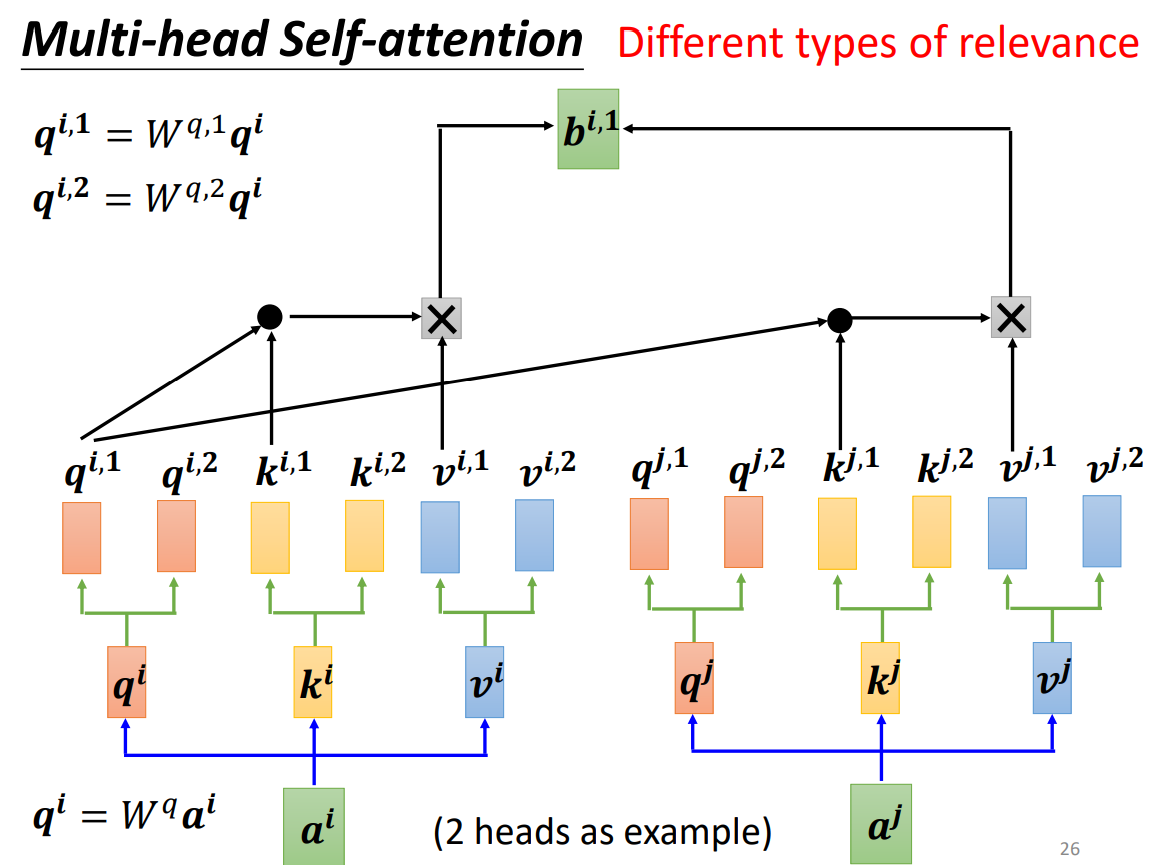 Multi-head Self-attention Different types of relevance
q^{i,1} = W^{q,1}q^i
b^{i,1}
q^{i,2} = W^{q,2}q^i
q^{i,1} q^{i,2} k^{i,1} k^{i,2} v^{i,1} v^{i,2} q^{j,1} q^{j,2} k^{j,1} k^{j,2} v^{j,1} v^{j,2}
q^i k^i v^i q^j k^j v^j
q^i = W^q a^i
a^i (2 heads as example) a^j
26